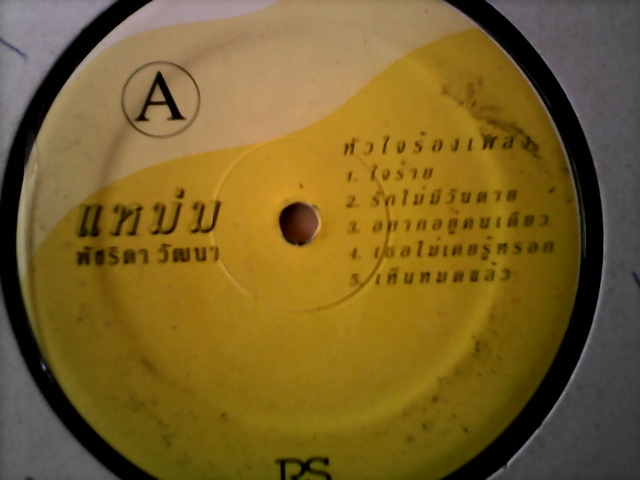 A
หัวใจร้องเพลง
1. ใจร้าย
2. รักไม่มีวันตาย
3. อยากอยู่คนเดียว
4. เธอไม่เคยรู้หรอก
5. เห็นหมดแล้ว
แหม่ม
พัชริดา วัฒนา
RS